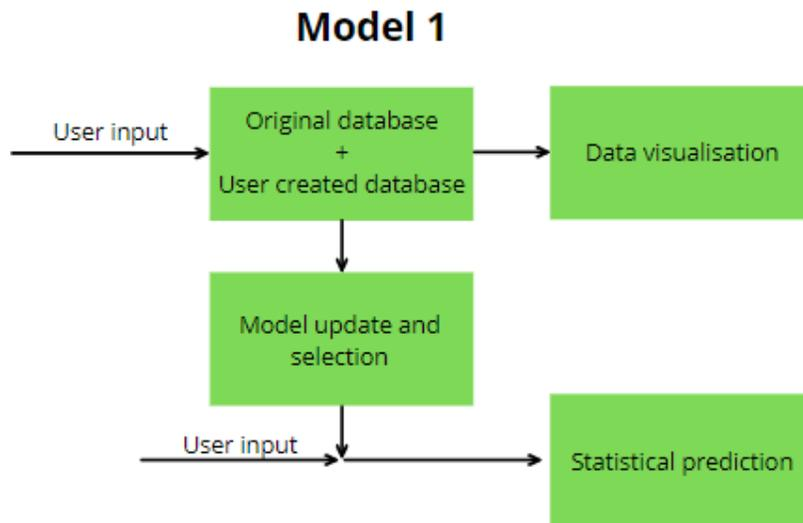 Model 1
User input
Original database
+
User created database
Data visualisation
Model update and
selection
User input
Statistical prediction